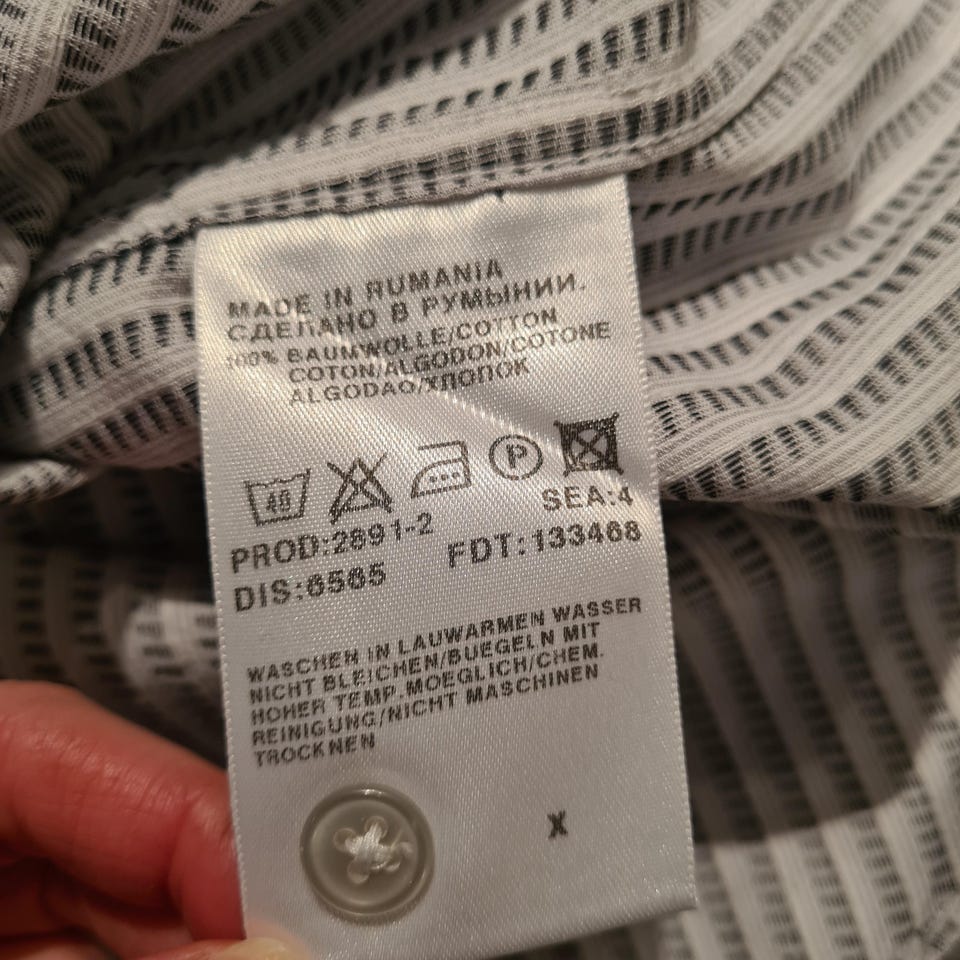 MADE IN RUMANIA
СДЕЛАНО В РУМЫНИИ.
100% BAUMWOLLE/COTTON
COTON/ALGODON/COTONE
ALGODAO/ХЛОПОК
40 P
SEA:4
PROD:2891-2
FDT:133468
DIS:6565
WASCHEN IN LAUWARMEN WASSER
NICHT BLEICHEN/BUEGELN MIT
HOHER TEMP.MOEGLICH/CHEM.
REINIGUNG/NICHT MASCHINEN
TROCKNEN
X